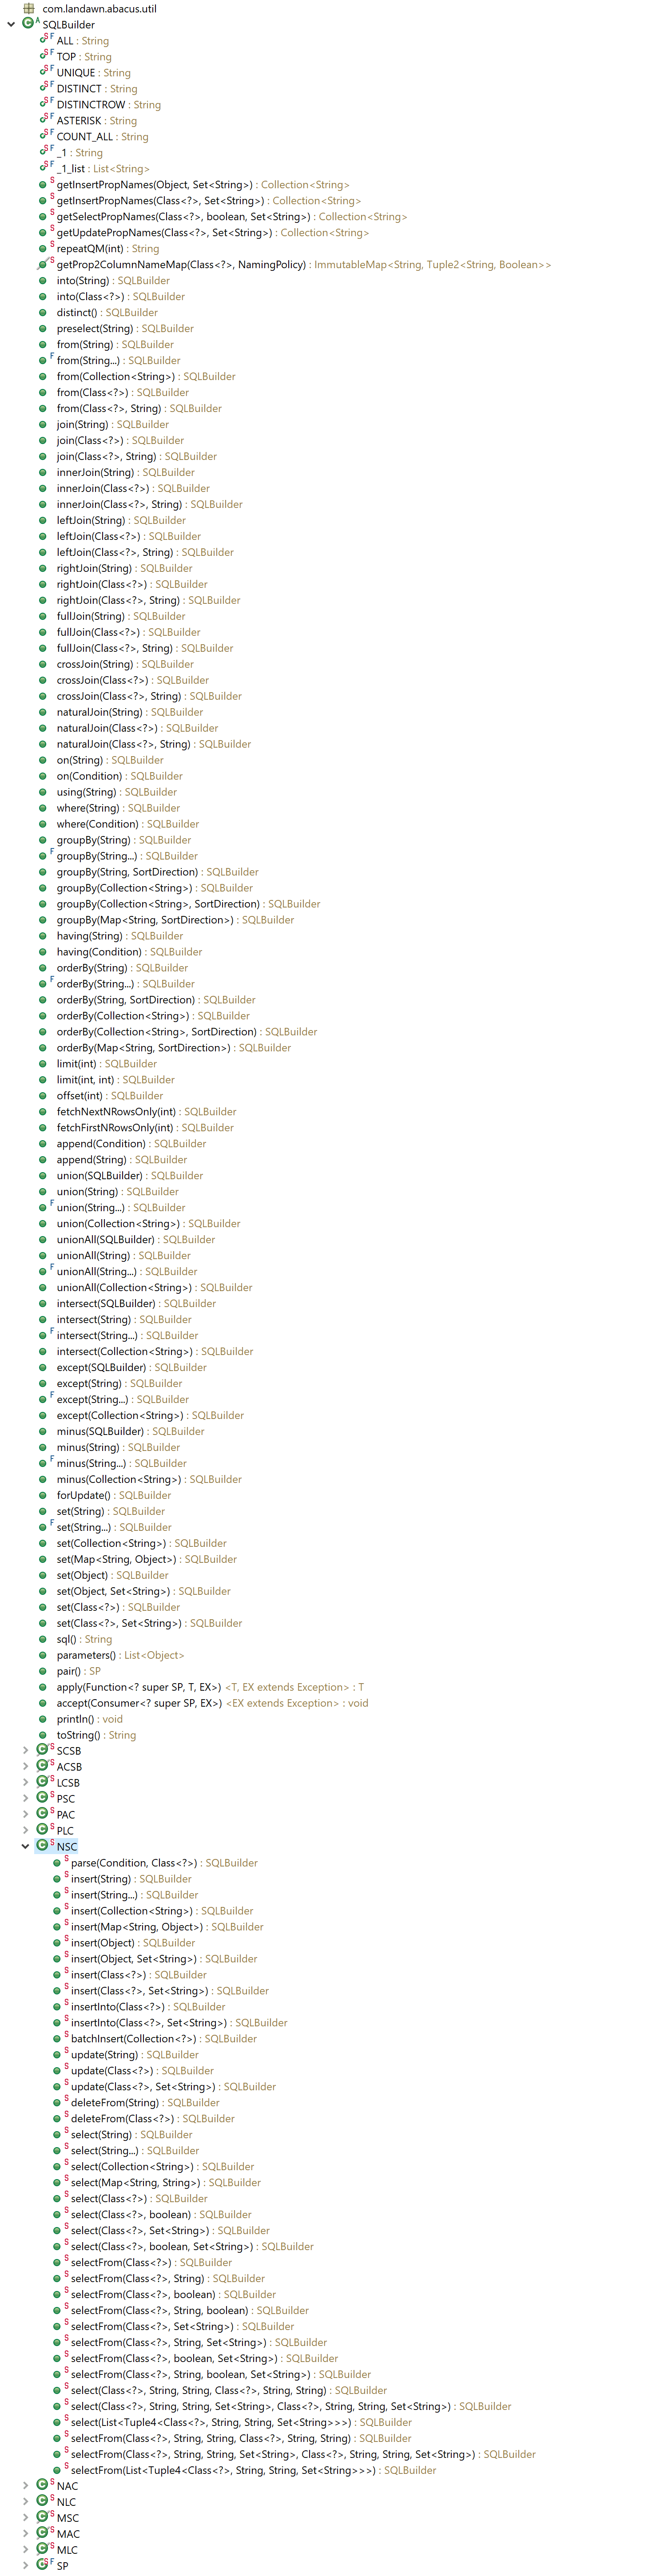 com.landawn.abacus.util
SQLBuilder
ALL : String
TOP : String
UNIQUE : String
DISTINCT : String
DISTINCTROW : String
ASTERISK : String
COUNT_ALL : String
_1 : String
_1_list : List<String>
getInsertPropNames(Object, Set<String>) : Collection<String>
getInsertPropNames(Class<?>, Set<String>) : Collection<String>
getSelectPropNames(Class<?>, boolean, Set<String>) : Collection<String>
getUpdatePropNames(Class<?>, Set<String>) : Collection<String>
repeatQM(int) : String
getProp2ColumnNameMap(Class<?>, NamingPolicy) : ImmutableMap<String, Tuple2<String, Boolean>>
into(String) : SQLBuilder
into(Class<?>) : SQLBuilder
distinct() : SQLBuilder
preselect(String) : SQLBuilder
from(String) : SQLBuilder
from(String...) : SQLBuilder
from(Collection<String>) : SQLBuilder
from(Class<?>) : SQLBuilder
from(Class<?>, String) : SQLBuilder
join(String) : SQLBuilder
join(Class<?>) : SQLBuilder
join(Class<?>, String) : SQLBuilder
innerJoin(String) : SQLBuilder
innerJoin(Class<?>) : SQLBuilder
innerJoin(Class<?>, String) : SQLBuilder
leftJoin(String) : SQLBuilder
leftJoin(Class<?>) : SQLBuilder
leftJoin(Class<?>, String) : SQLBuilder
rightJoin(String) : SQLBuilder
rightJoin(Class<?>) : SQLBuilder
rightJoin(Class<?>, String) : SQLBuilder
fullJoin(String) : SQLBuilder
fullJoin(Class<?>) : SQLBuilder
fullJoin(Class<?>, String) : SQLBuilder
crossJoin(String) : SQLBuilder
crossJoin(Class<?>) : SQLBuilder
crossJoin(Class<?>, String) : SQLBuilder
naturalJoin(String) : SQLBuilder
naturalJoin(Class<?>) : SQLBuilder
naturalJoin(Class<?>, String) : SQLBuilder
on(String) : SQLBuilder
on(Condition) : SQLBuilder
using(String) : SQLBuilder
where(String) : SQLBuilder
where(Condition) : SQLBuilder
groupBy(String) : SQLBuilder
groupBy(String...) : SQLBuilder
groupBy(String, SortDirection) : SQLBuilder
groupBy(Collection<String>) : SQLBuilder
groupBy(Collection<String>, SortDirection) : SQLBuilder
groupBy(Map<String, SortDirection>) : SQLBuilder
having(String) : SQLBuilder
having(Condition) : SQLBuilder
orderBy(String) : SQLBuilder
orderBy(String...) : SQLBuilder
orderBy(String, SortDirection) : SQLBuilder
orderBy(Collection<String>) : SQLBuilder
orderBy(Collection<String>, SortDirection) : SQLBuilder
orderBy(Map<String, SortDirection>) : SQLBuilder
limit(int) : SQLBuilder
limit(int, int) : SQLBuilder
offset(int) : SQLBuilder
fetchNextNRowsOnly(int) : SQLBuilder
fetchFirstNRowsOnly(int) : SQLBuilder
append(Condition) : SQLBuilder
append(String) : SQLBuilder
union(SQLBuilder) : SQLBuilder
union(String) : SQLBuilder
union(String...) : SQLBuilder
union(Collection<String>) : SQLBuilder
unionAll(SQLBuilder) : SQLBuilder
unionAll(String) : SQLBuilder
unionAll(String...) : SQLBuilder
unionAll(Collection<String>) : SQLBuilder
intersect(SQLBuilder) : SQLBuilder
intersect(String) : SQLBuilder
intersect(String...) : SQLBuilder
intersect(Collection<String>) : SQLBuilder
except(SQLBuilder) : SQLBuilder
except(String) : SQLBuilder
except(String...) : SQLBuilder
except(Collection<String>) : SQLBuilder
minus(SQLBuilder) : SQLBuilder
minus(String) : SQLBuilder
minus(String...) : SQLBuilder
minus(Collection<String>) : SQLBuilder
forUpdate() : SQLBuilder
set(String) : SQLBuilder
set(String...) : SQLBuilder
set(Collection<String>) : SQLBuilder
set(Map<String, Object>) : SQLBuilder
set(Object) : SQLBuilder
set(Object, Set<String>) : SQLBuilder
set(Class<?>) : SQLBuilder
set(Class<?>, Set<String>) : SQLBuilder
sql() : String
parameters() : List<Object>
pair() : SP
apply(Function<? super SP, T, EX>) <T, EX extends Exception> : T
accept(Consumer<? super SP, EX>) <EX extends Exception> : void
println() : void
toString() : String
SCSB
ACSB
LCSB
PSC
PAC
PLC
NSC
parse(Condition, Class<?>) : SQLBuilder
insert(String) : SQLBuilder
insert(String...) : SQLBuilder
insert(Collection<String>) : SQLBuilder
insert(Map<String, Object>) : SQLBuilder
insert(Object) : SQLBuilder
insert(Object, Set<String>) : SQLBuilder
insert(Class<?>) : SQLBuilder
insert(Class<?>, Set<String>) : SQLBuilder
insertInto(Class<?>) : SQLBuilder
insertInto(Class<?>, Set<String>) : SQLBuilder
batchInsert(Collection<?>) : SQLBuilder
update(String) : SQLBuilder
update(Class<?>) : SQLBuilder
update(Class<?>, Set<String>) : SQLBuilder
deleteFrom(String) : SQLBuilder
deleteFrom(Class<?>) : SQLBuilder
select(String) : SQLBuilder
select(String...) : SQLBuilder
select(Collection<String>) : SQLBuilder
select(Map<String, String>) : SQLBuilder
select(Class<?>) : SQLBuilder
select(Class<?>, boolean) : SQLBuilder
select(Class<?>, Set<String>) : SQLBuilder
select(Class<?>, boolean, Set<String>) : SQLBuilder
selectFrom(Class<?>) : SQLBuilder
selectFrom(Class<?>, String) : SQLBuilder
selectFrom(Class<?>, boolean) : SQLBuilder
selectFrom(Class<?>, String, boolean) : SQLBuilder
selectFrom(Class<?>, Set<String>) : SQLBuilder
selectFrom(Class<?>, String, Set<String>) : SQLBuilder
selectFrom(Class<?>, boolean, Set<String>) : SQLBuilder
selectFrom(Class<?>, String, boolean, Set<String>) : SQLBuilder
select(Class<?>, String, String, Class<?>, String, String) : SQLBuilder
select(Class<?>, String, String, Set<String>, Class<?>, String, String, Set<String>) : SQLBuilder
select(List<Tuple4<Class<?>, String, String, Set<String>>>) : SQLBuilder
selectFrom(Class<?>, String, String, Class<?>, String, String) : SQLBuilder
selectFrom(Class<?>, String, String, Set<String>, Class<?>, String, String, Set<String>) : SQLBuilder
selectFrom(List<Tuple4<Class<?>, String, String, Set<String>>>) : SQLBuilder
NAC
NLC
MSC
MAC
MLC
SP